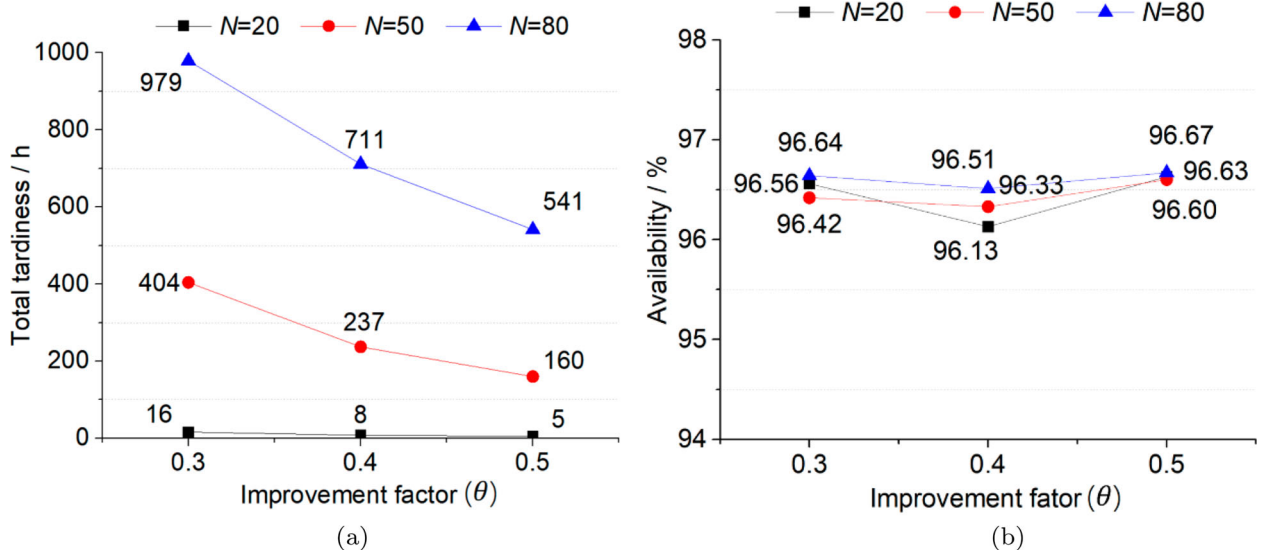 N=20 N=50 N=80
Total tardiness / h
1000
800
600
400
200
0
979
711
541
404
237
160
16
8
5
0.3 0.4 0.5
Improvement factor (θ)
(a)
N=20 N=50 N=80
Availability / %
98
97
96
95
94
96.64
96.51
96.67
96.56
96.33
96.63
96.42
96.13
96.60
0.3 0.4 0.5
Improvement fator (θ)
(b)